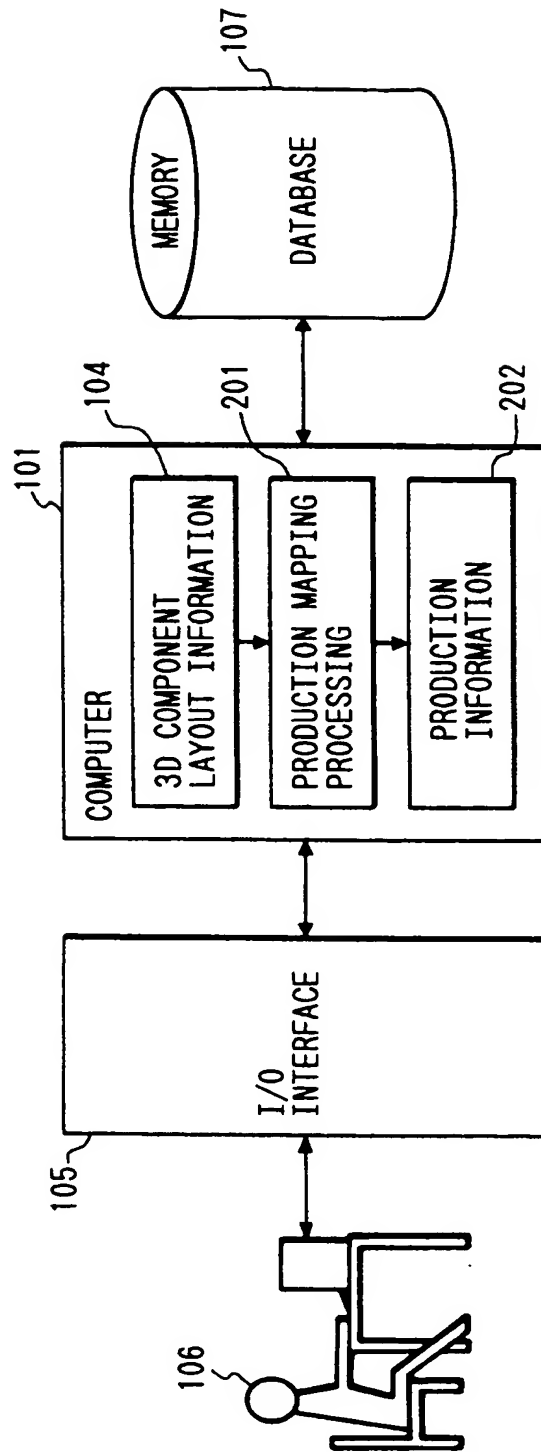 106
105
I/O
INTERFACE
101
COMPUTER
104
3D COMPONENT
LAYOUT INFORMATION
201
PRODUCTION MAPPING
PROCESSING
202
PRODUCTION
INFORMATION
107
MEMORY
DATABASE